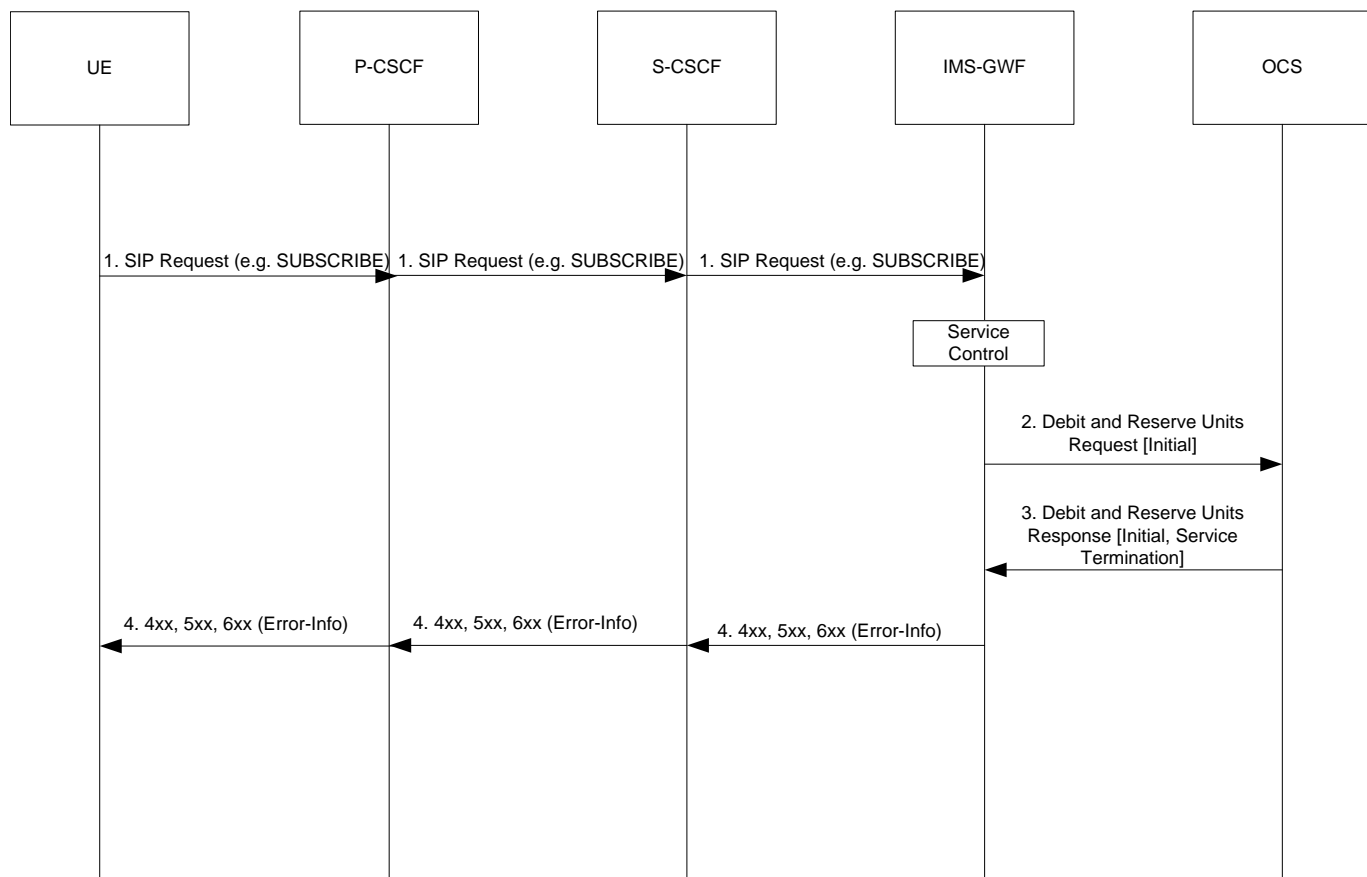 UE
P-CSCF
S-CSCF
IMS-GWF
OCS
1. SIP Request (e.g. SUBSCRIBE)
1. SIP Request (e.g. SUBSCRIBE)
1. SIP Request (e.g. SUBSCRIBE)
Service
Control
2. Debit and Reserve Units
Request [Initial]
3. Debit and Reserve Units
Response [Initial, Service
Termination]
4. 4xx, 5xx, 6xx (Error-Info)
4. 4xx, 5xx, 6xx (Error-Info)
4. 4xx, 5xx, 6xx (Error-Info)